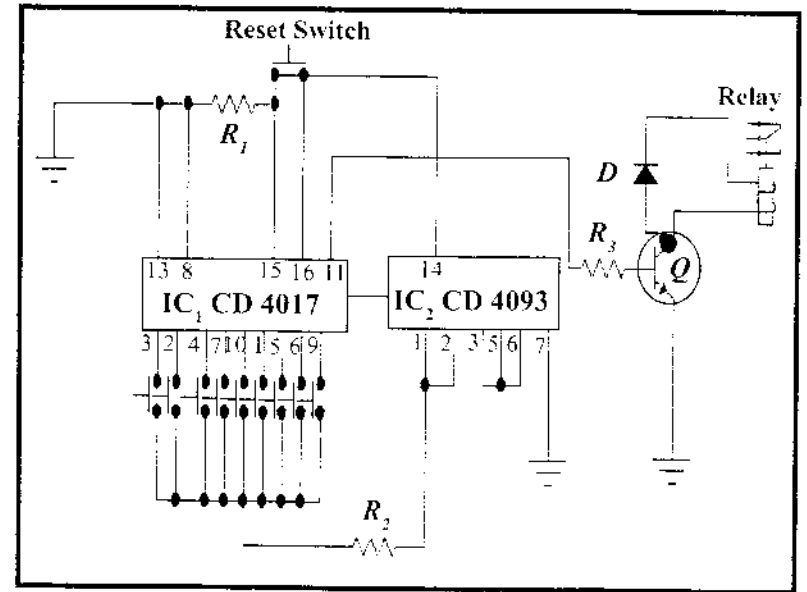 Reset Switch
Relay
R1
D
R3
Q
13 8 15 16 11
14
IC1 CD 4017
IC2 CD 4093
3 2 4 7 10 1 5 6 9
1 2 3 5 6 7
R2